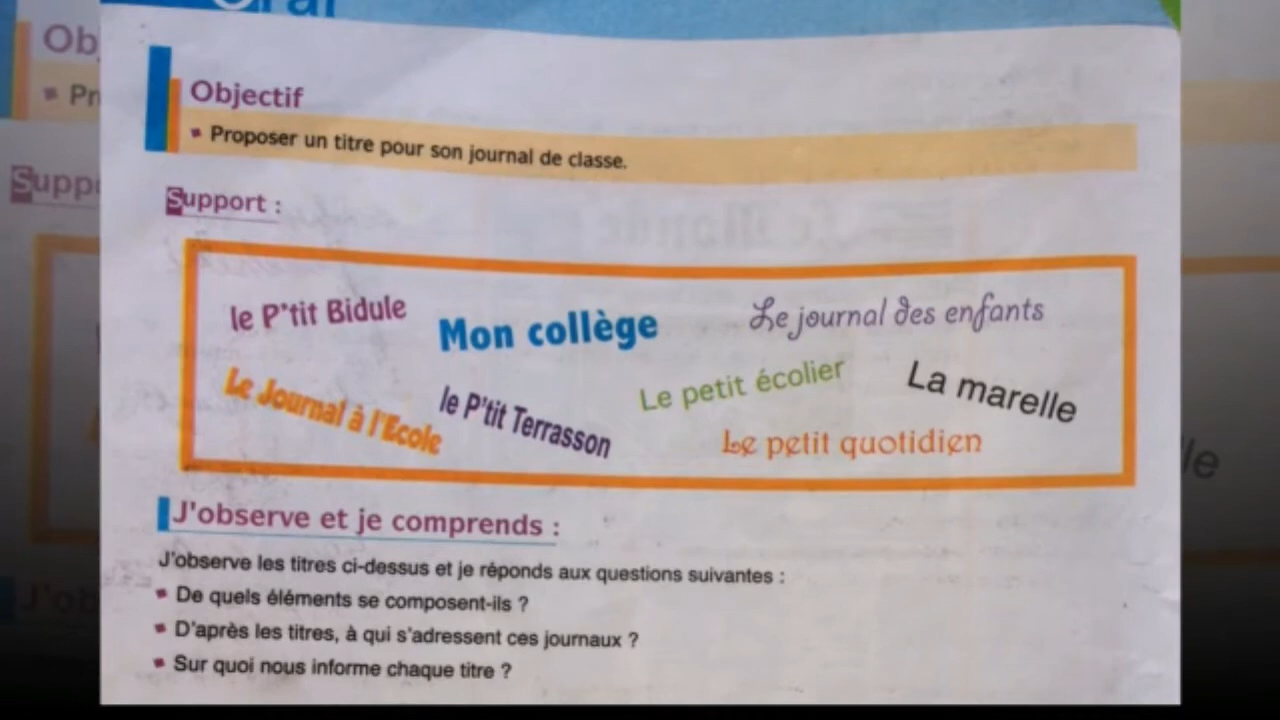 Oral
Objectif
Proposer un titre pour son journal de classe.
Support :
le P'tit Bidule
Mon collège
Le journal des enfants
Le Journal à l'Ecole
le P'tit Terrasson
Le petit écolier
La marelle
Le petit quotidien
J'observe et je comprends :
J'observe les titres ci-dessus et je réponds aux questions suivantes :
De quels éléments se composent-ils ?
D'après les titres, à qui s'adressent ces journaux ?
Sur quoi nous informe chaque titre ?